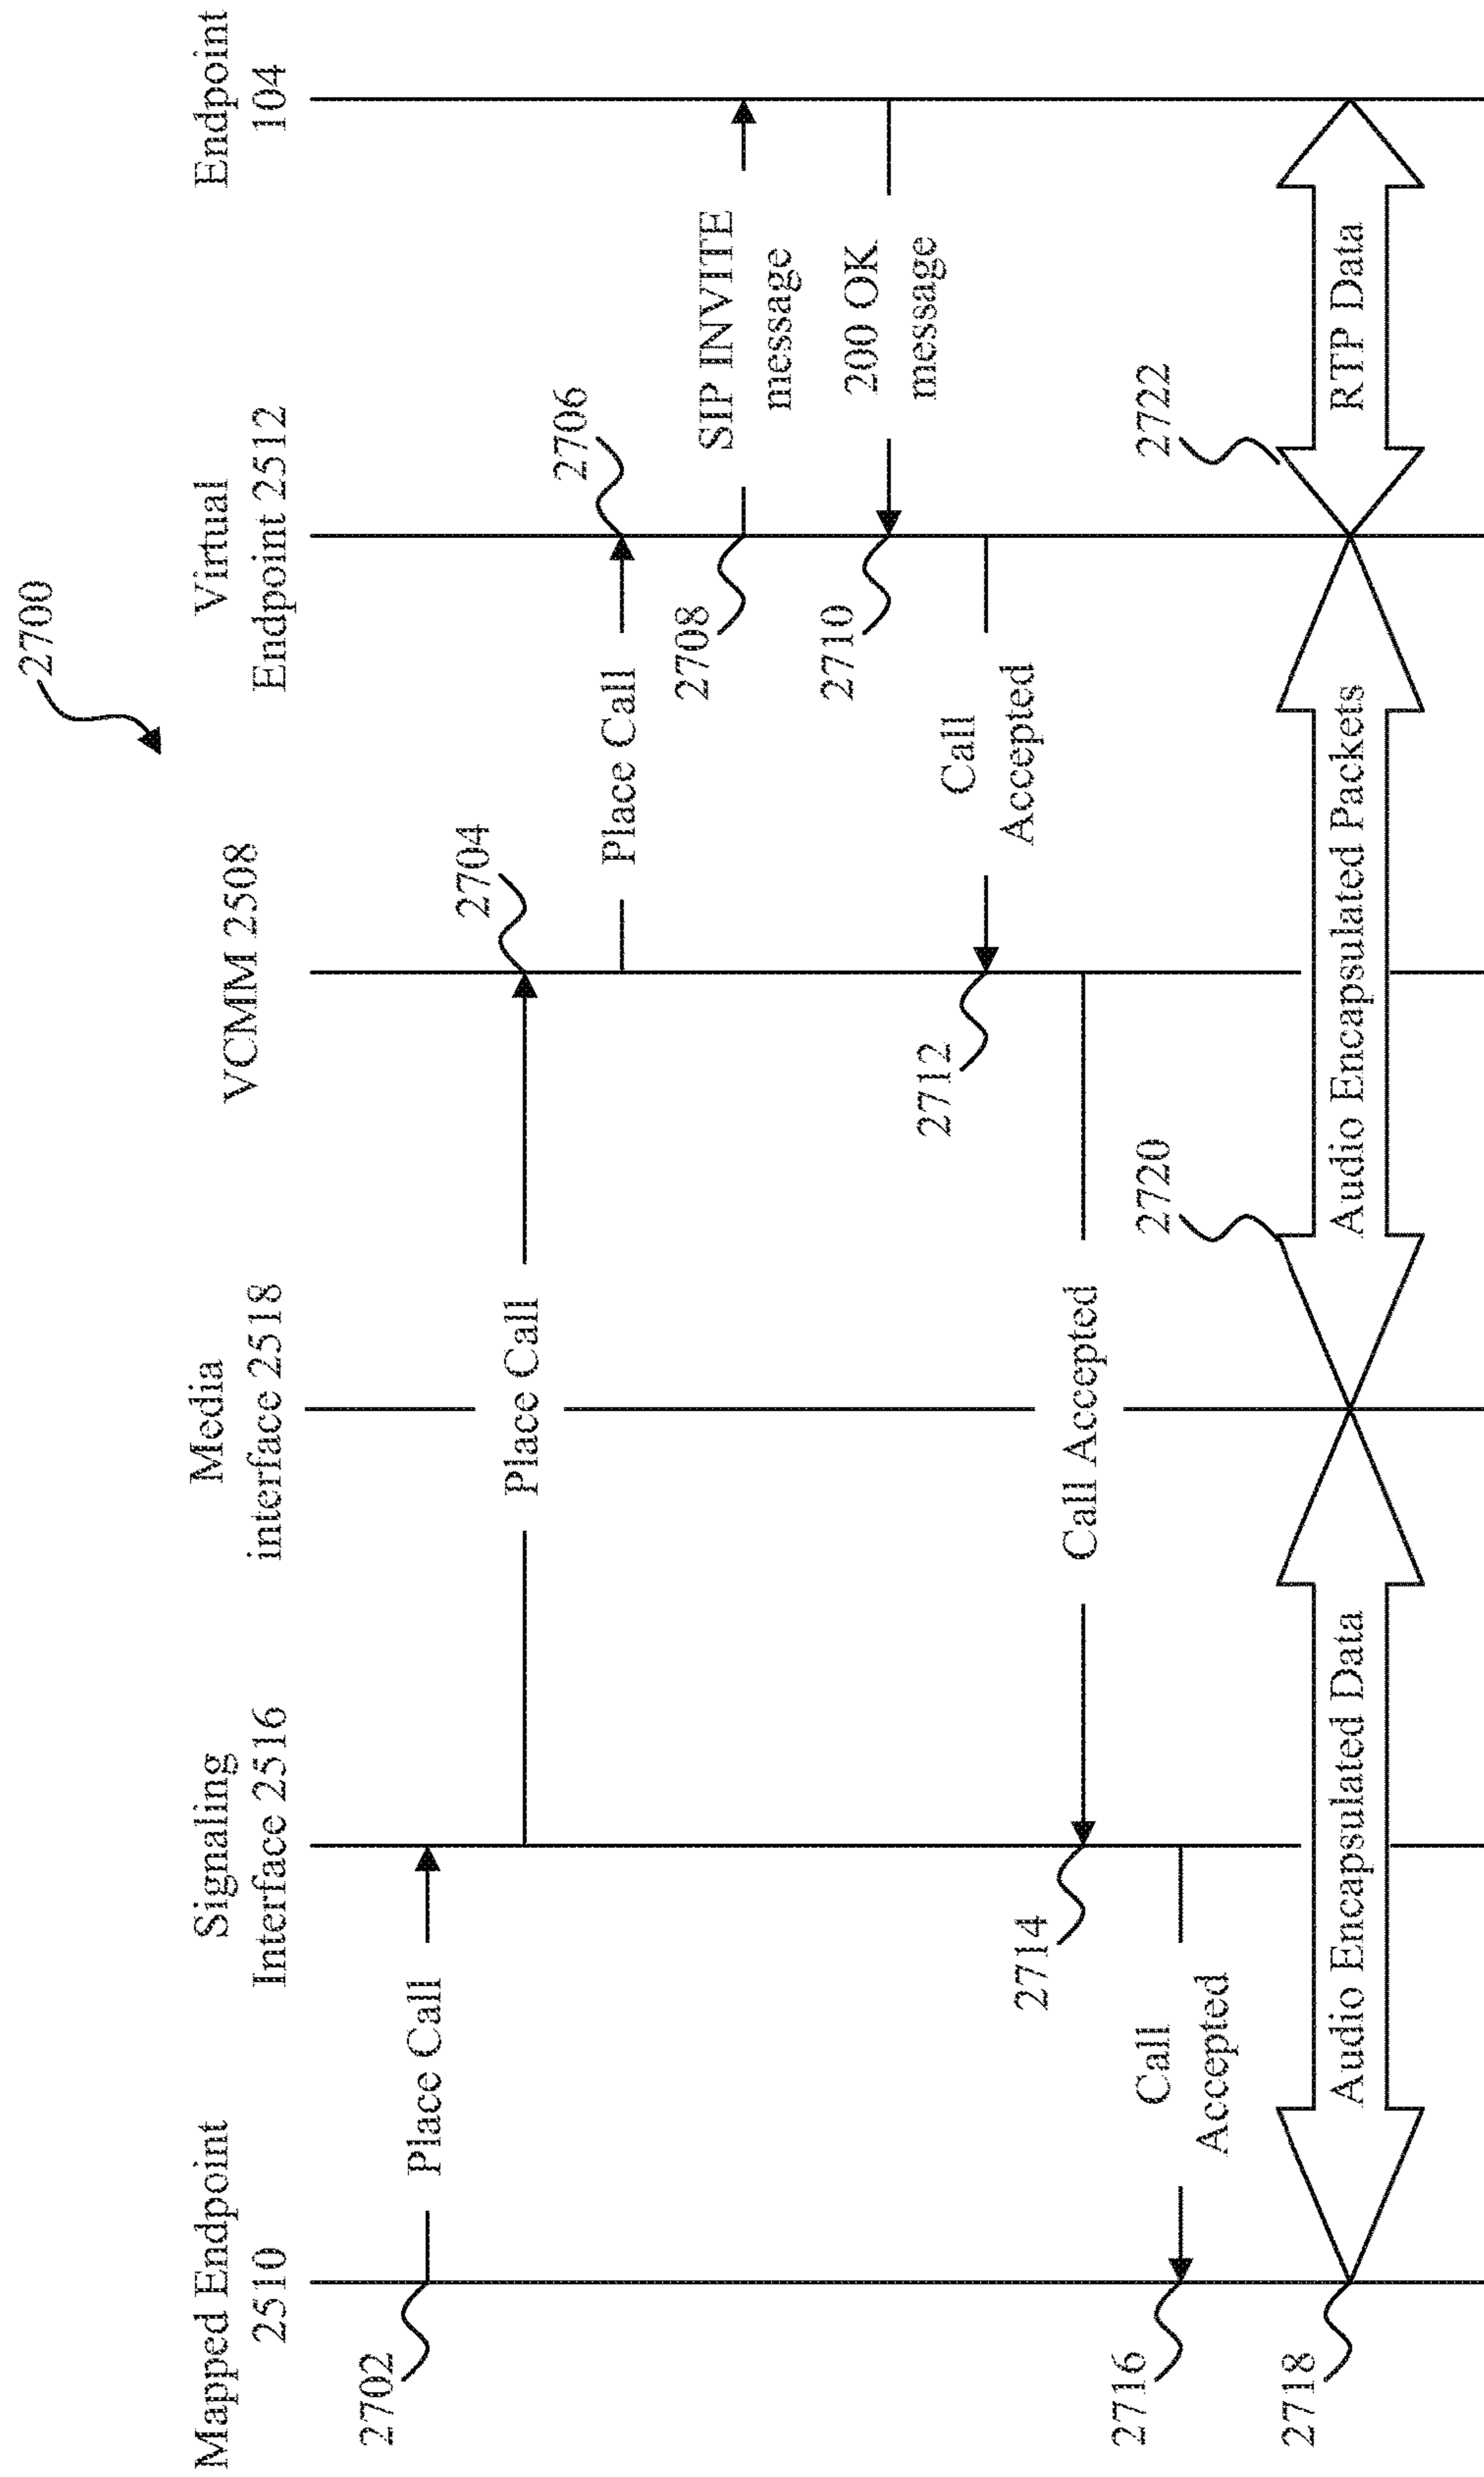 2700
Mapped Endpoint
2510
Signaling
Interface 2516
Media
interface 2518
VCMM 2508
Virtual
Endpoint 2512
Endpoint
104
2702
Place Call
Place Call
2704
Place Call
2706
2708
SIP INVITE
message
2710
200 OK
message
2712
Call
Accepted
2714
Call Accepted
2716
Call
Accepted
2718
Audio Encapsulated Data
2720
Audio Encapsulated Packets
2722
RTP Data